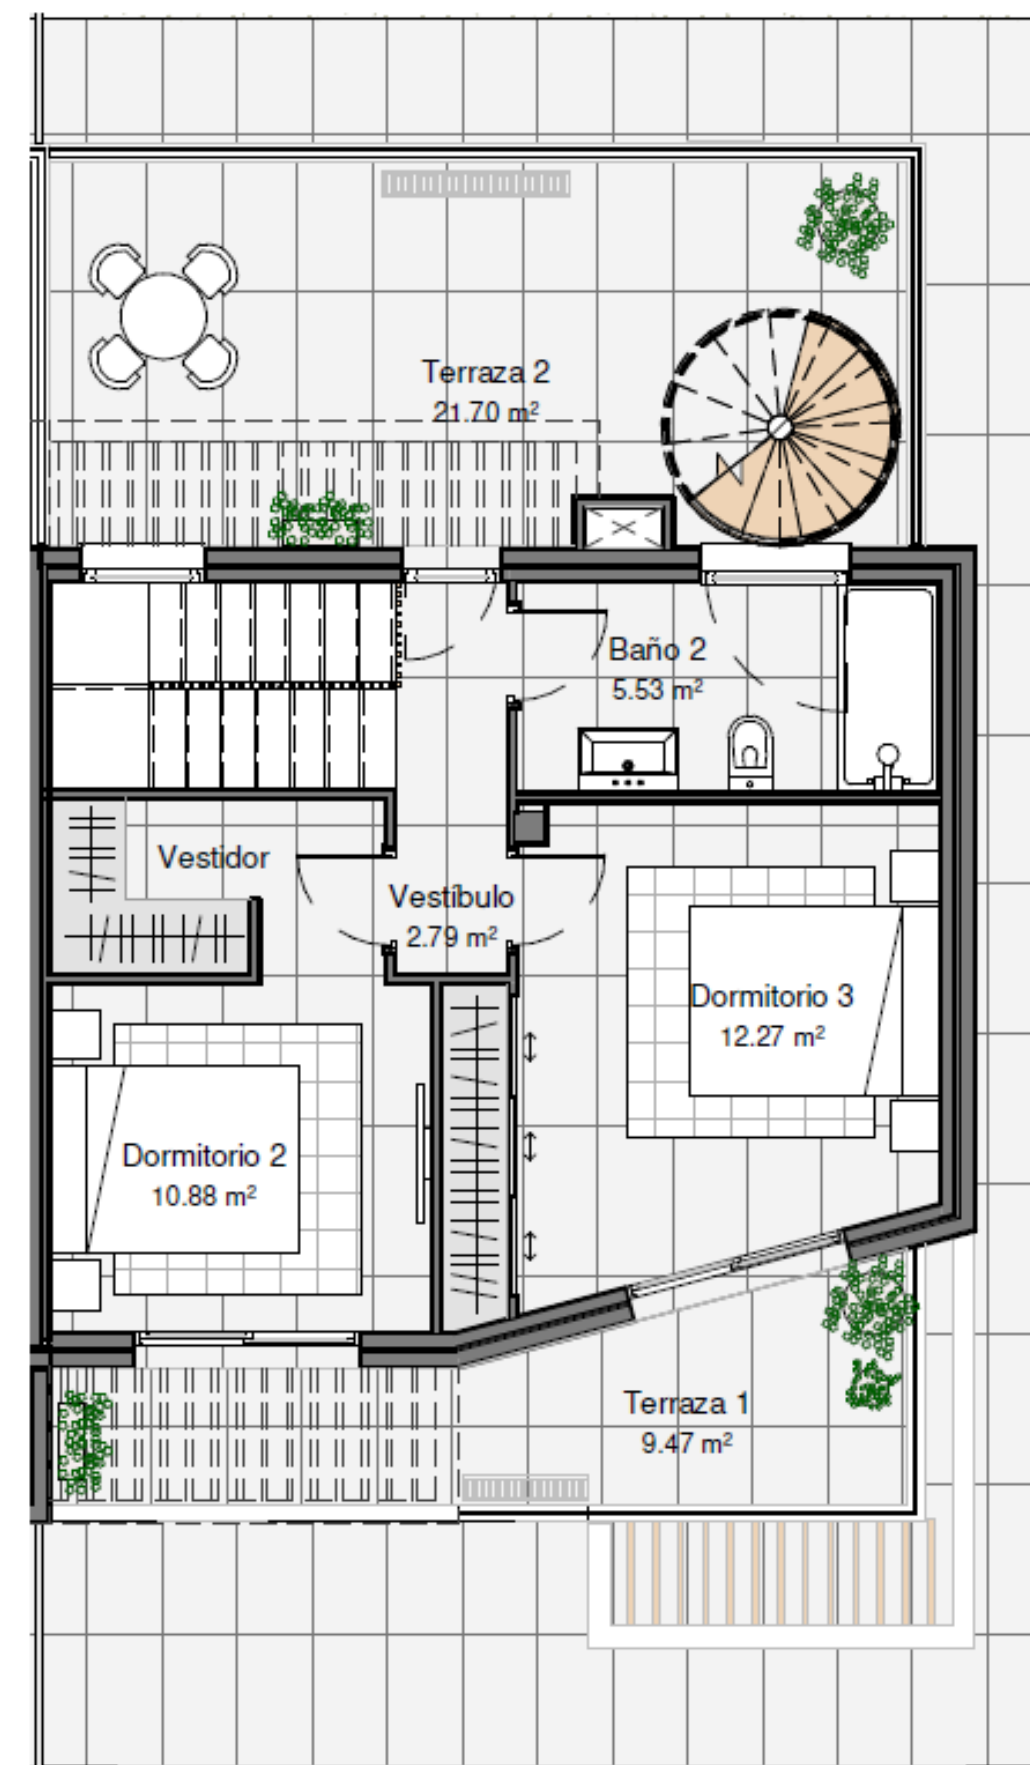 Terraza 2
21.70 m²
Baño 2
5.53 m²
Vestidor
Vestíbulo
2.79 m²
Dormitorio 3
12.27 m²
Dormitorio 2
10.88 m²
Terraza 1
9.47 m²